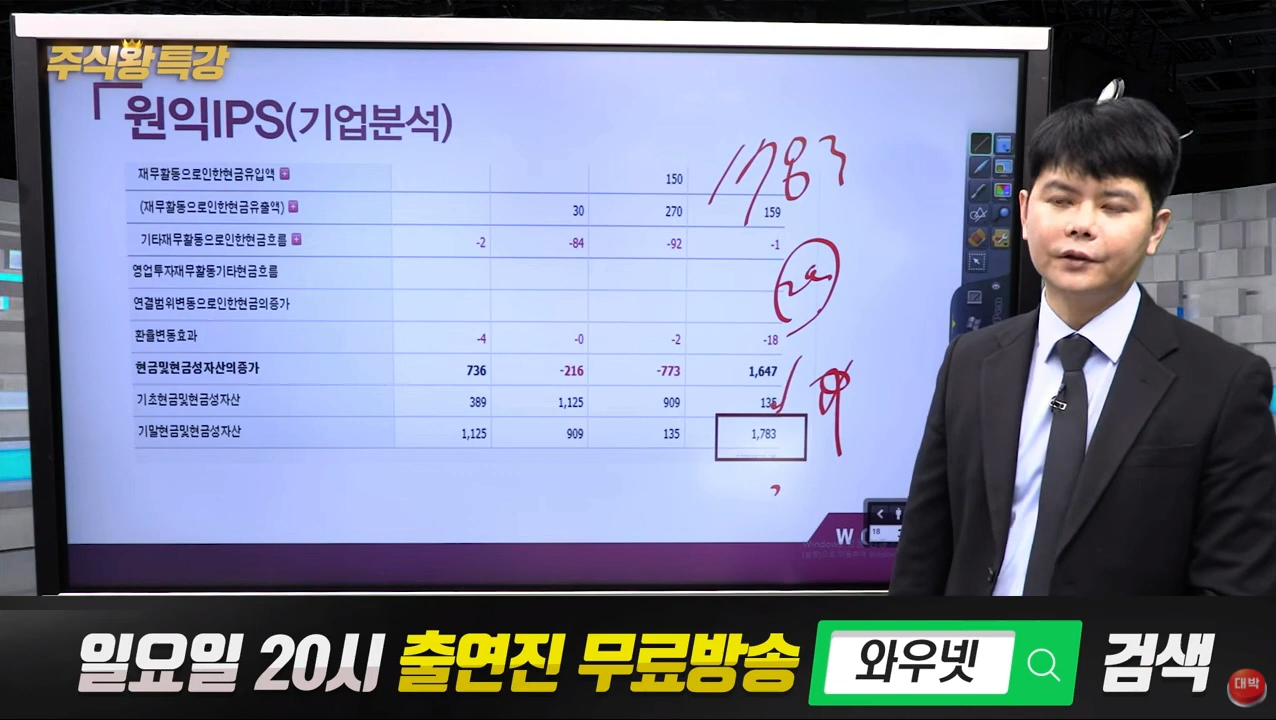 주식왕 특강
원익IPS(기업분석)
재무활동으로인한현금유입액 150
(재무활동으로인한현금유출액) 30 270 159
기타재무활동으로인한현금흐름 -2 -84 -92 -1
영업투자재무활동기타현금흐름
연결범위변동으로인한현금의증가
환율변동효과 -4 -0 -2 -18
현금및현금성자산의증가 736 -216 -773 1,647
기초현금및현금성자산 389 1,125 909 135
기말현금및현금성자산 1,125 909 135 1,783
1783
W
18
일요일 20시 출연진 무료방송 와우넷 검색
대박